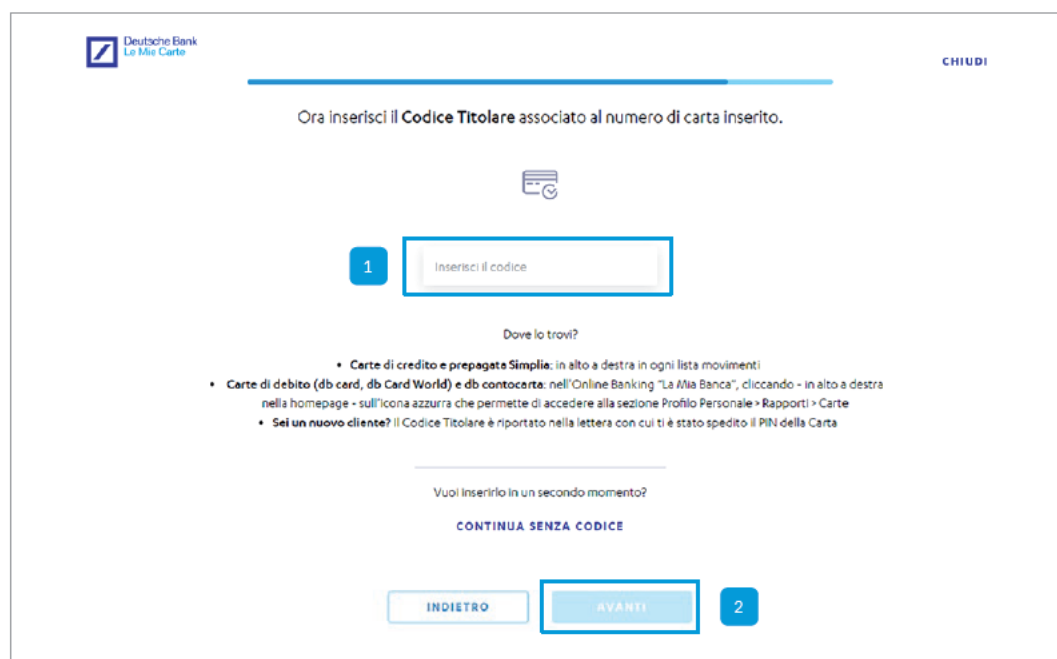 Deutsche Bank
Le Mie Carte
CHIUDI
Ora inserisci il Codice Titolare associato al numero di carta inserito.
1
Inserisci il codice
Dove lo trovi?
• Carte di credito e prepagata Simplia: in alto a destra in ogni lista movimenti
• Carte di debito (db card, db Card World) e db contocarta: nell'Online Banking "La Mia Banca", cliccando - in alto a destra
nella homepage - sull'icona azzurra che permette di accedere alla sezione Profilo Personale > Rapporti > Carte
• Sei un nuovo cliente? Il Codice Titolare è riportato nella lettera con cui ti è stato spedito il PIN della Carta
Vuoi inserirlo in un secondo momento?
CONTINUA SENZA CODICE
INDIETRO
AVANTI
2